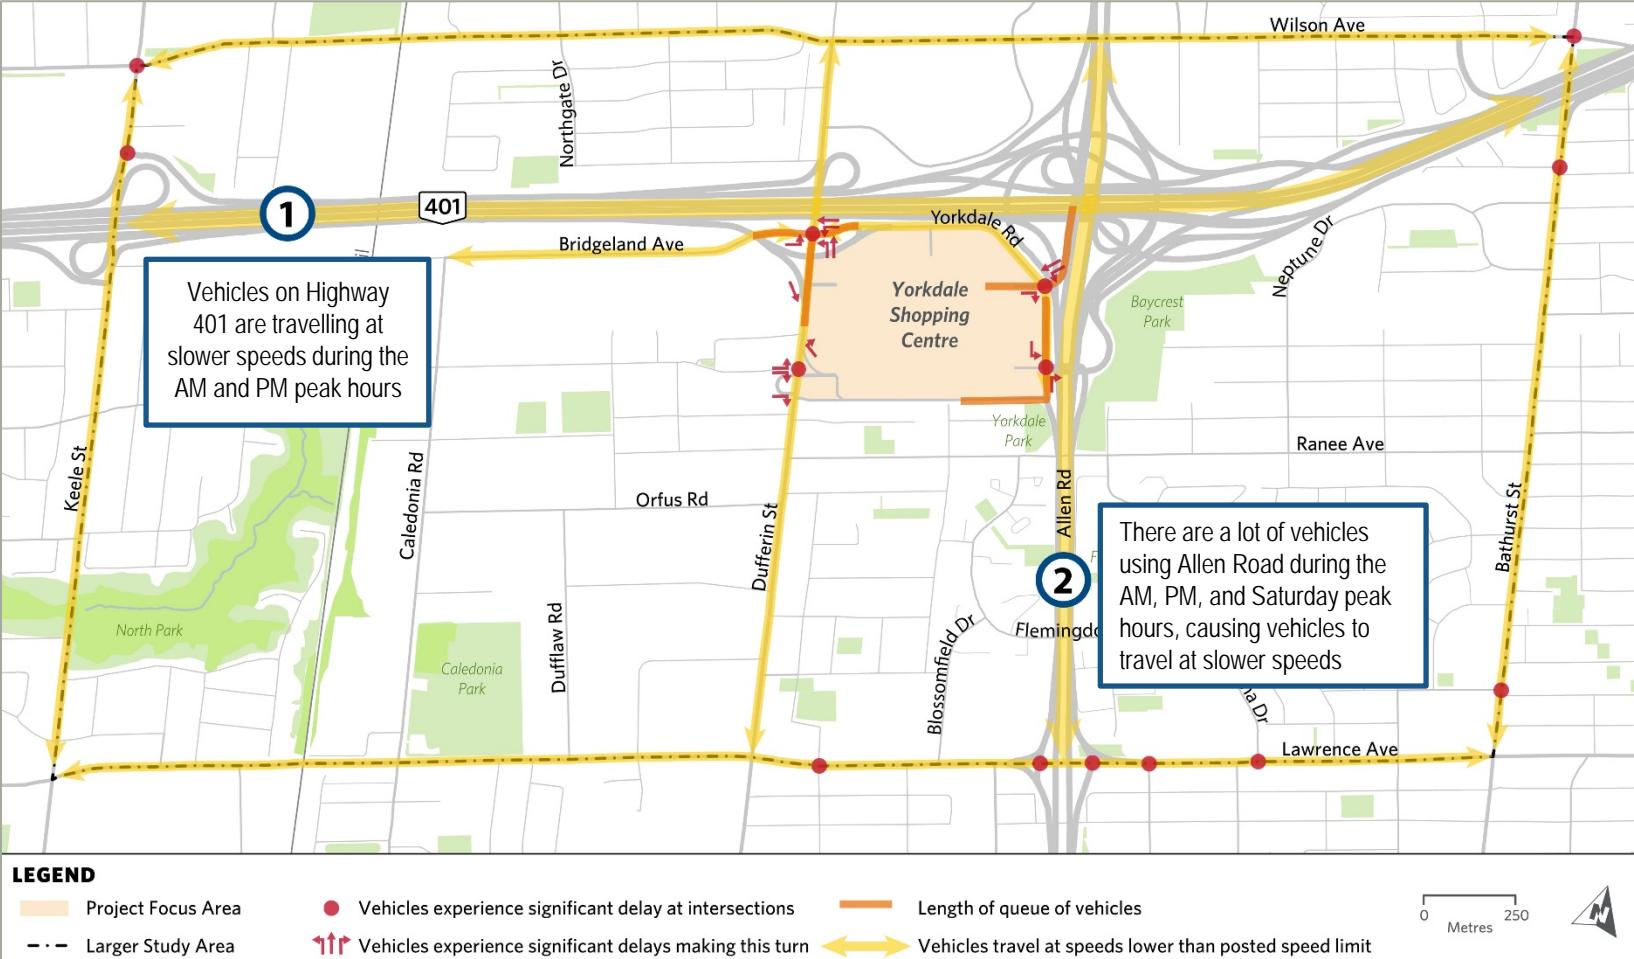 Wilson Ave
Northgate Dr
401
1
Yorkdale Rd
Bridgeland Ave
Neptune Dr
Vehicles on Highway
401 are travelling at
slower speeds during the
AM and PM peak hours
Yorkdale
Shopping
Centre
Baycrest
Park
Yorkdale
Park
Ranee Ave
Keele St
Caledonia Rd
Orfus Rd
Dufferin St
Allen Rd
Bathurst St
There are a lot of vehicles
using Allen Road during the
AM, PM, and Saturday peak
hours, causing vehicles to
travel at slower speeds
2
North Park
Dufflaw Rd
Blossomfield Dr
Flemingdo
Caledonia
Park
na Dr
Lawrence Ave
LEGEND
Project Focus Area
Vehicles experience significant delay at intersections
Length of queue of vehicles
Larger Study Area
Vehicles experience significant delays making this turn
Vehicles travel at speeds lower than posted speed limit
0 250
Metres
N